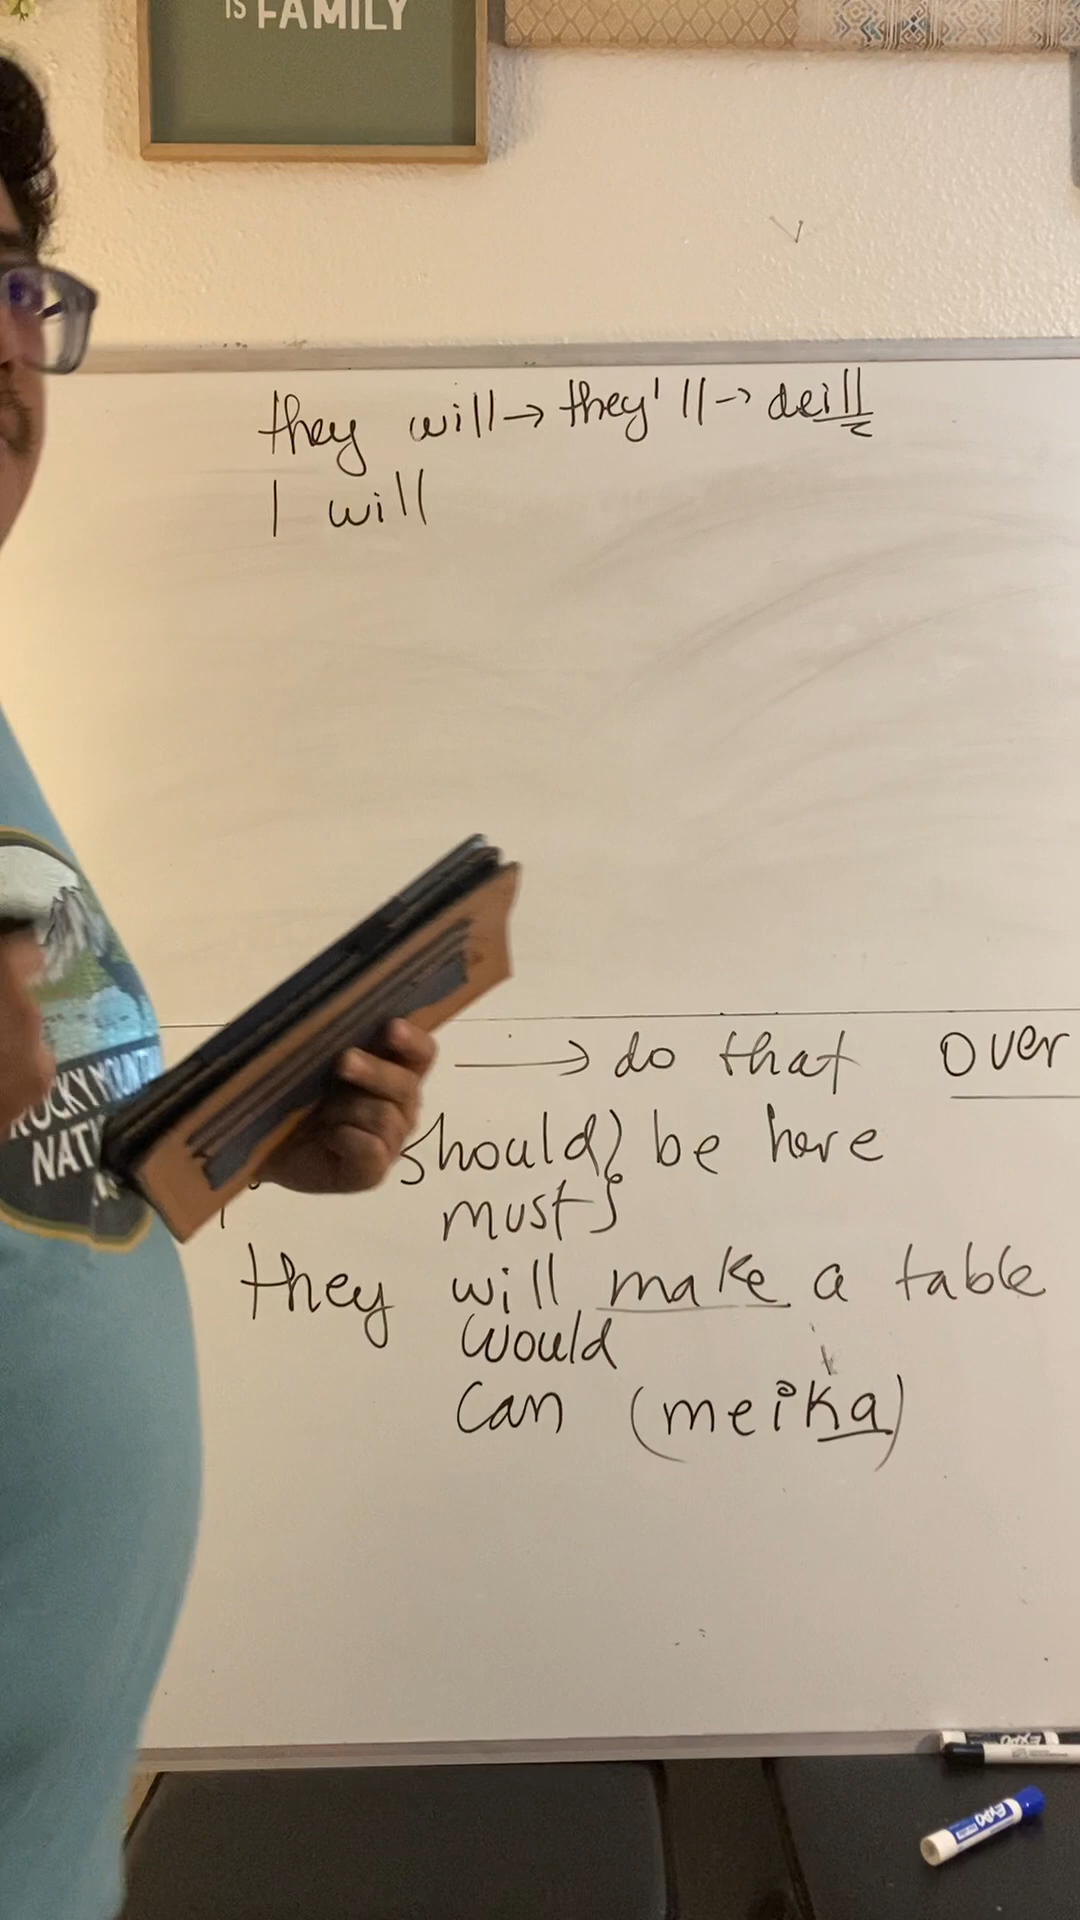 IS FAMILY
they will → they'll → deill
I will
→ do that over
should } be here
must }
they will make a table
would
can (meika)
ROCKY MOUNTAIN
NATI
EXPO
EXPO